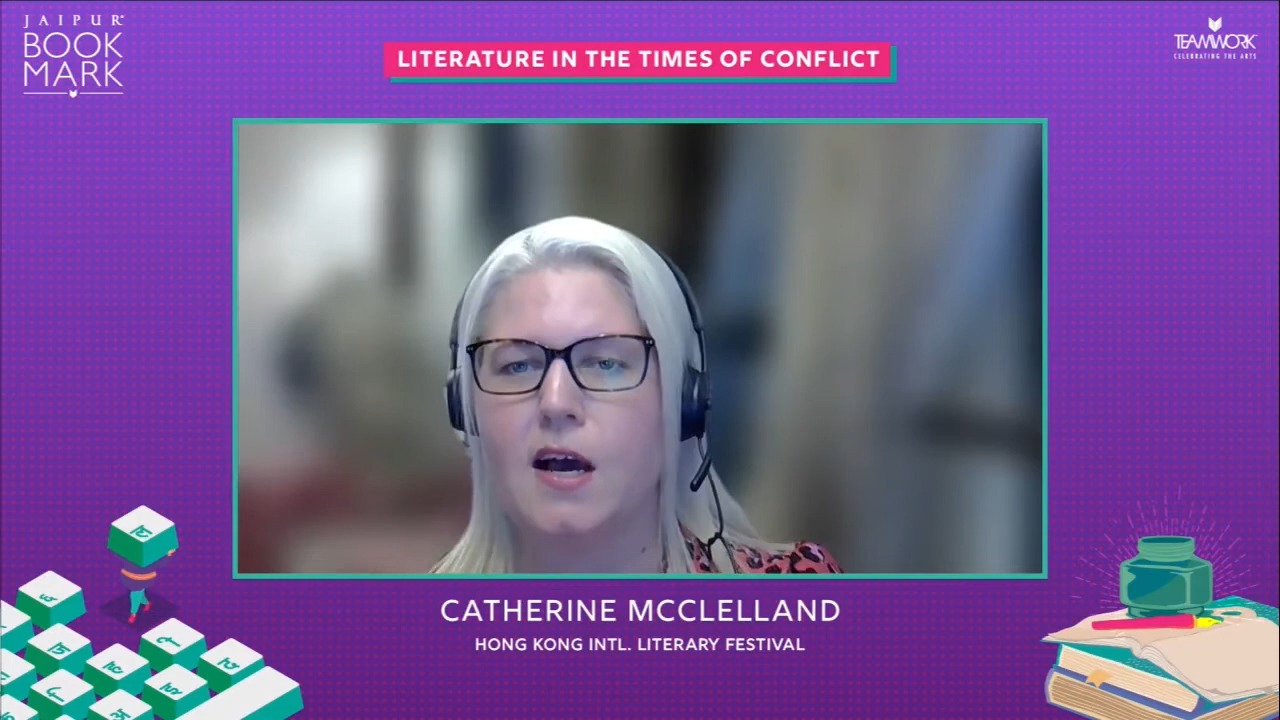 JAIPUR
BOOK
MARK
LITERATURE IN THE TIMES OF CONFLICT
TEAMWORK
CELEBRATING THE ARTS
CATHERINE MCCLELLAND
HONG KONG INTL. LITERARY FESTIVAL